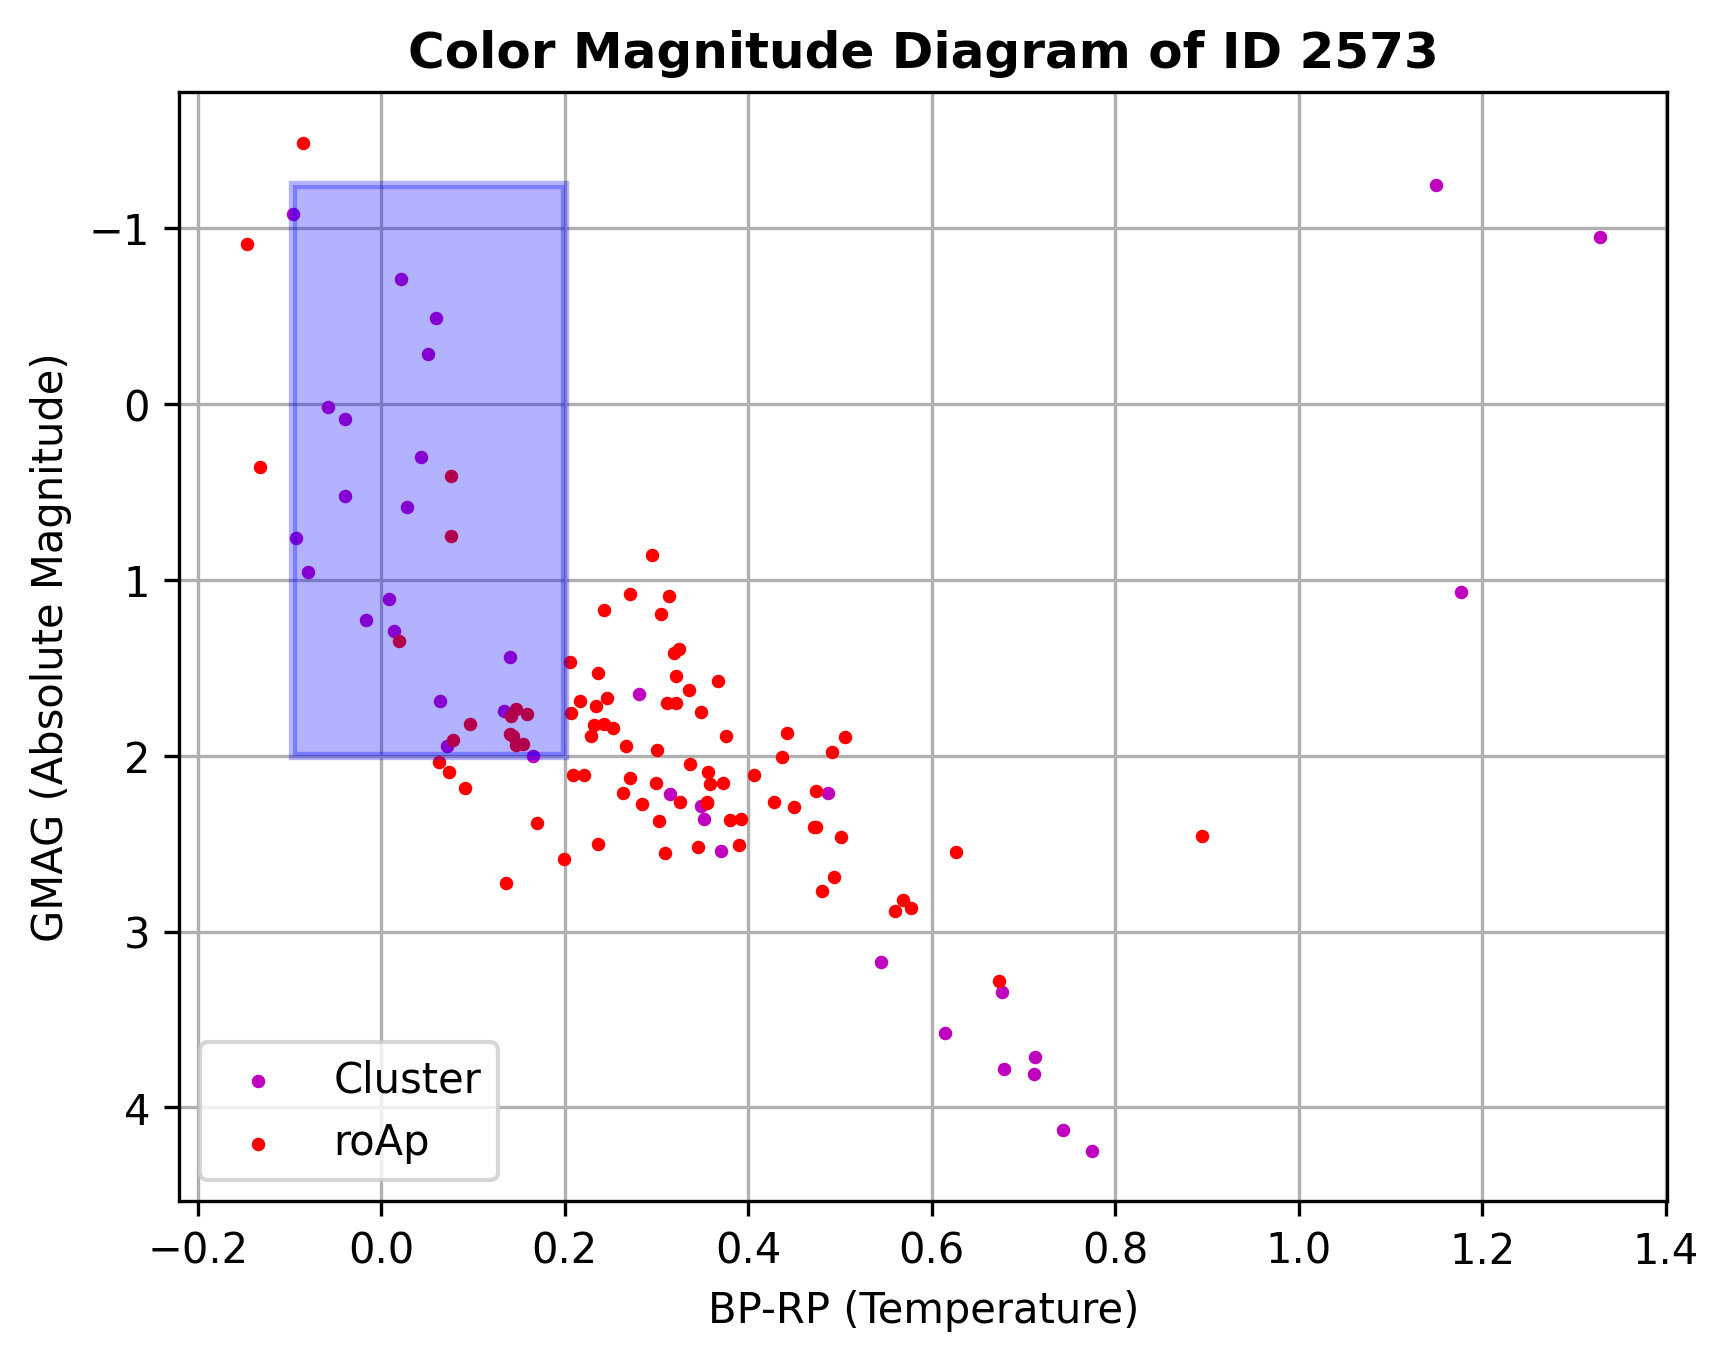 Color Magnitude Diagram of ID 2573
GMAG (Absolute Magnitude)
−1
0
1
2
3
4
Cluster
roAp
−0.2 0.0 0.2 0.4 0.6 0.8 1.0 1.2 1.4
BP-RP (Temperature)